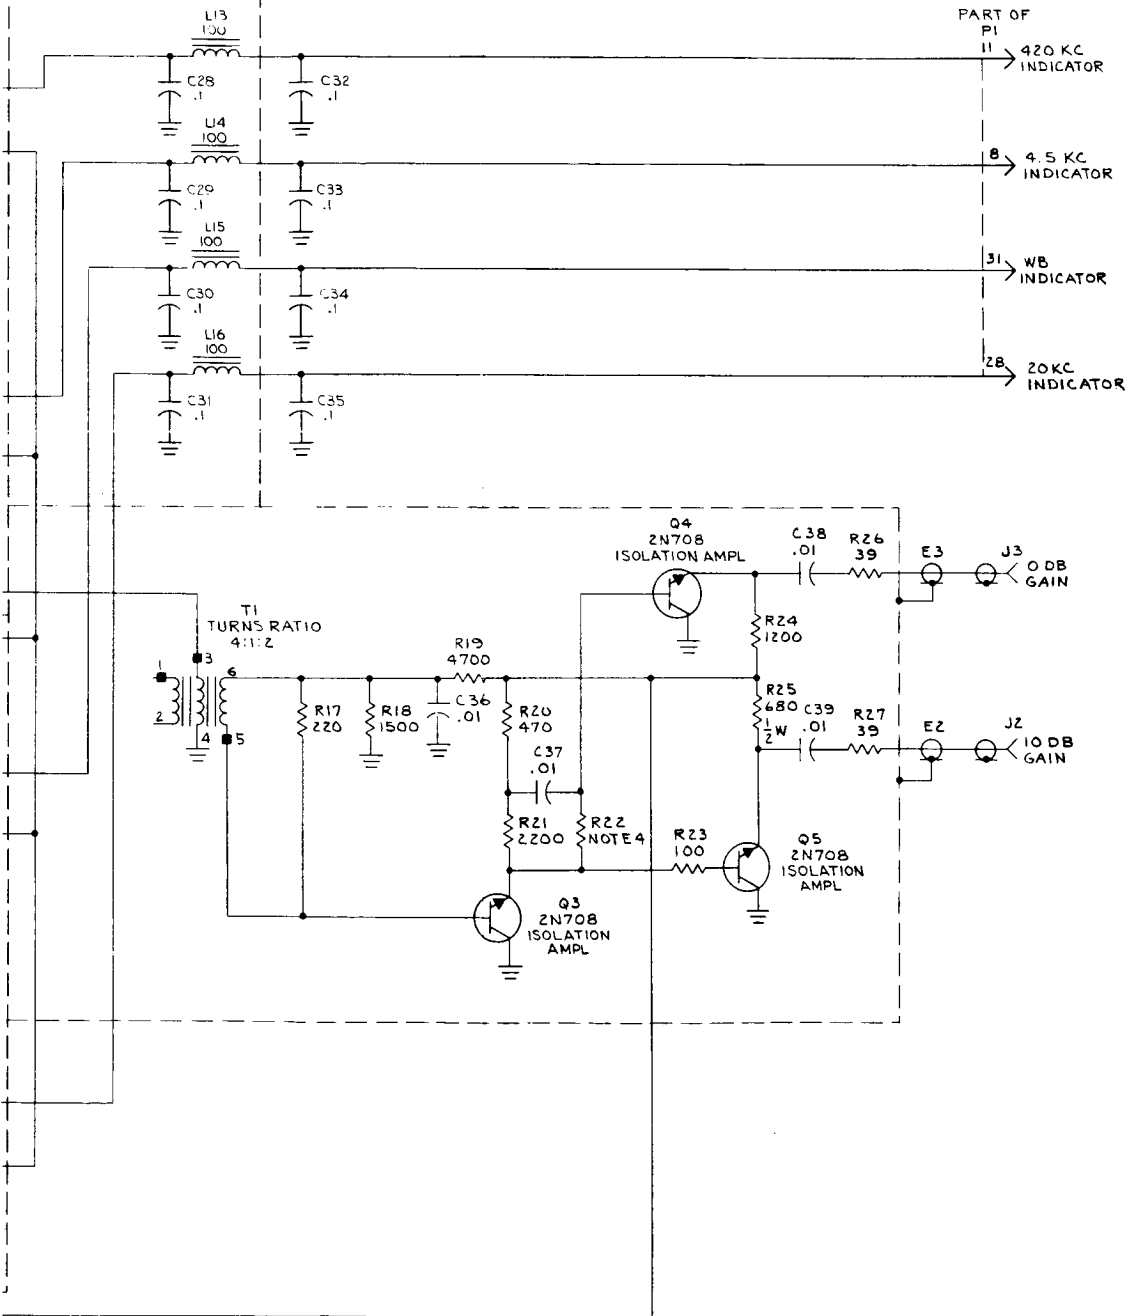 L13
100
PART OF
P1
11
420 KC
INDICATOR
C28
.1
C32
.1
L14
100
8
4.5 KC
INDICATOR
C29
.1
C33
.1
L15
100
31
WB
INDICATOR
C30
.1
C34
.1
L16
100
28
20KC
INDICATOR
C31
.1
C35
.1
Q4
2N708
ISOLATION AMPL
C38
.01
R26
39
E3
J3
0 DB
GAIN
T1
TURNS RATIO
4:1:2
R24
1200
1
3
6
R19
4700
2
4
5
R17
220
R18
1500
C36
.01
R20
470
R25
680
1/2 W
C39
.01
R27
39
E2
J2
10 DB
GAIN
C37
.01
R21
2200
R22
NOTE 4
R23
100
Q5
2N708
ISOLATION
AMPL
Q3
2N708
ISOLATION
AMPL